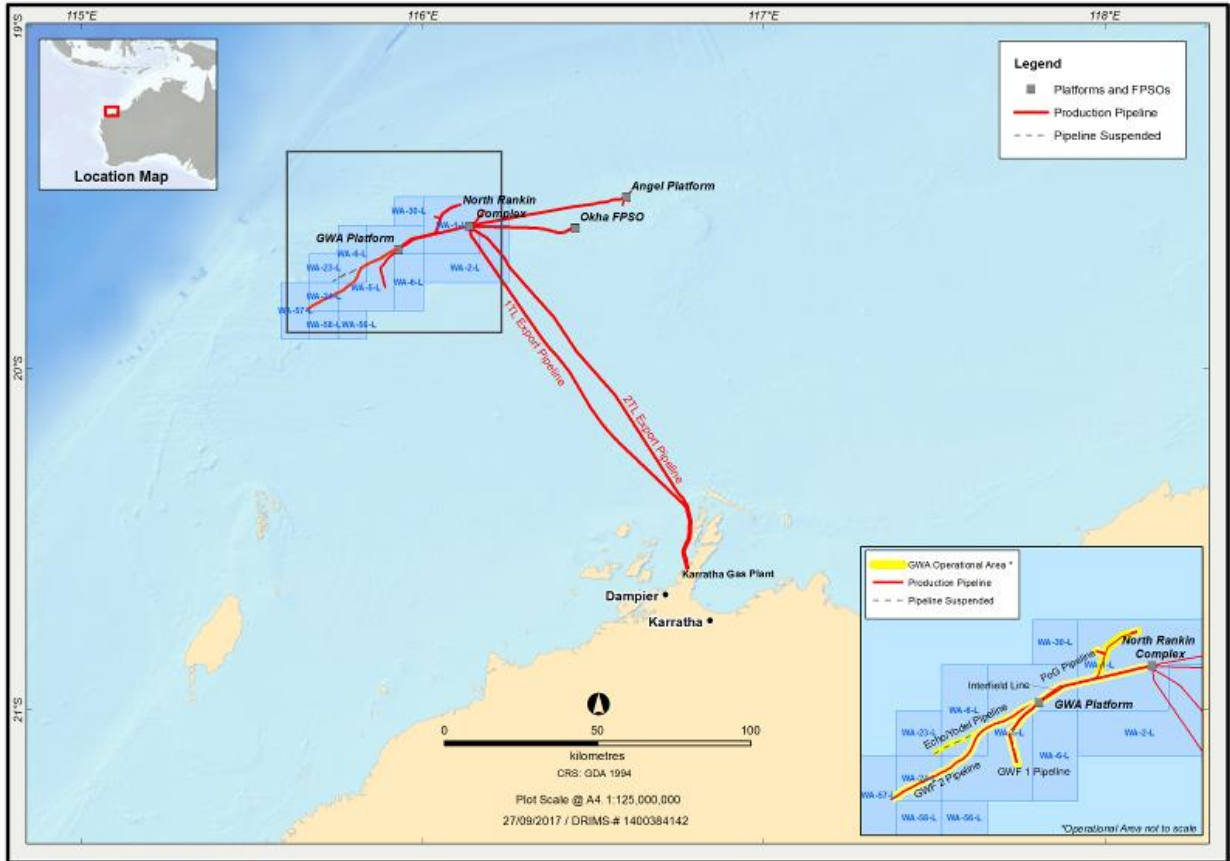 115°E
116°E
117°E
118°E
19°S
20°S
21°S
Location Map
Legend
Platforms and FPSOs
Production Pipeline
Pipeline Suspended
Angel Platform
North Rankin
Complex
Okha FPSO
GWA Platform
WA-30-L
WA-1-L
WA-6-L
WA-23-L
WA-2-L
WA-5-L
WA-6-L
WA-24-L
WA-57-L
WA-58-L
WA-56-L
1TL Export Pipeline
2TL Export Pipeline
Karratha Gas Plant
Dampier
Karratha
0
50
100
kilometres
CRS: GDA 1994
Plot Scale @ A4. 1:125,000,000
27/09/2017 / DRIMS-# 1400384142
GWA Operational Area *
Production Pipeline
Pipeline Suspended
North Rankin
Complex
WA-30-L
PoG Pipeline
WA-1-L
Interfield Line
GWA Platform
WA-6-L
Echo/Yodel Pipeline
WA-23-L
WA-2-L
WA-6-L
GWF 1 Pipeline
GWF 2 Pipeline
WA-57-L
WA-58-L
WA-56-L
*Operational Area not to scale